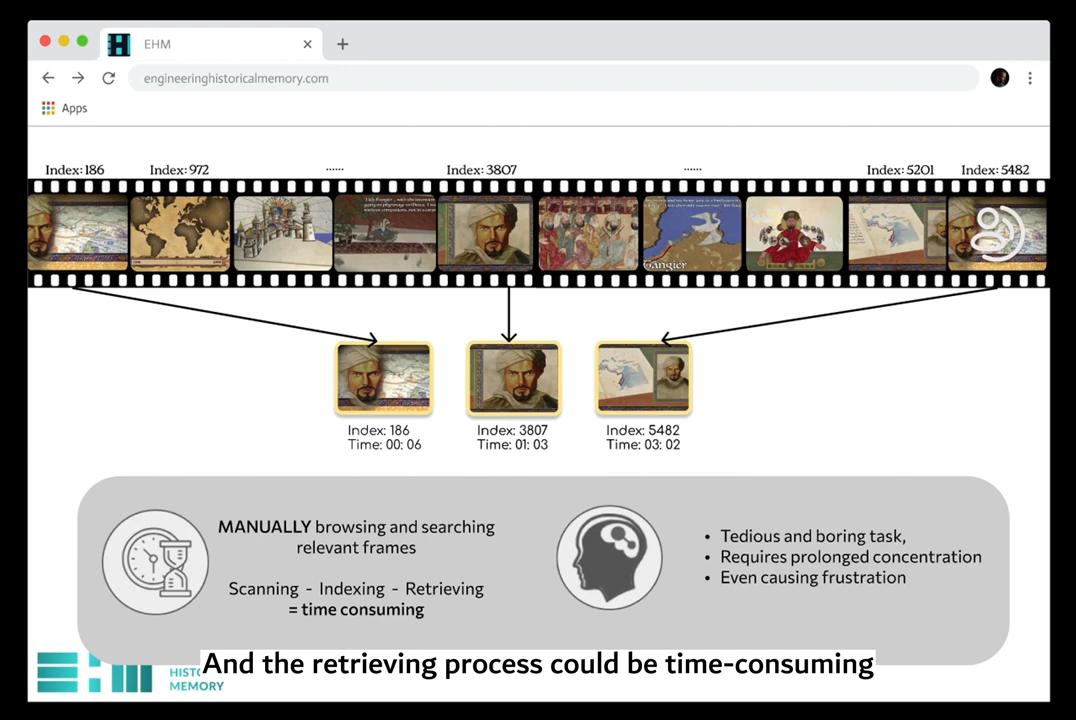 EHM
engineeringhistoricalmemory.com
Apps
Index: 186
Index: 972
......
Index: 3807
......
Index: 5201
Index: 5482
Tangier
Index: 186
Time: 00: 06
Index: 3807
Time: 01: 03
Index: 5482
Time: 03: 02
MANUALLY browsing and searching
relevant frames
Scanning - Indexing - Retrieving
= time consuming
• Tedious and boring task,
• Requires prolonged concentration
• Even causing frustration
And the retrieving process could be time-consuming
MEMORY